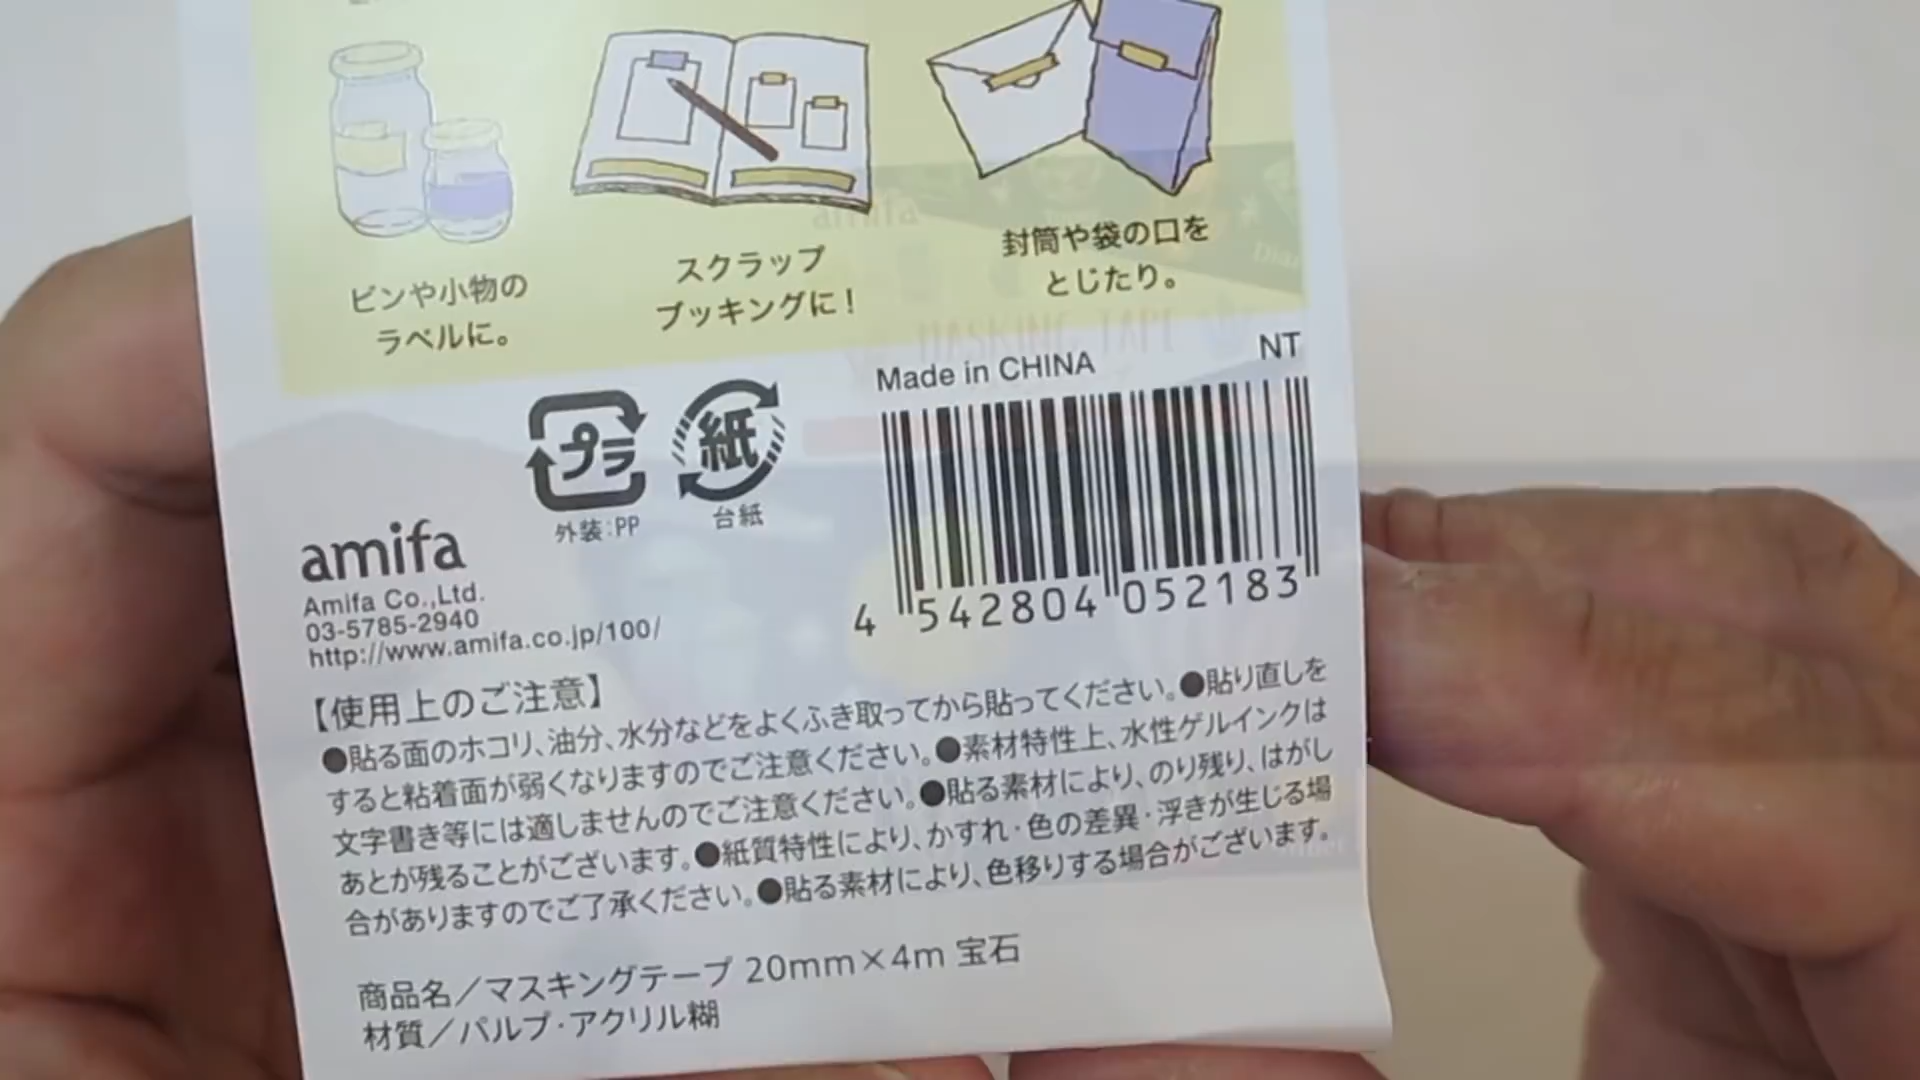 ビンや小物の
ラベルに。
スクラップ
ブッキングに!
封筒や袋の口を
とじたり。
Made in CHINA
NT
プラ
紙
外装:PP
台紙
4 542804 052183
amifa
Amifa Co.,Ltd.
03-5785-2940
http://www.amifa.co.jp/100/
【使用上のご注意】
●貼る面のホコリ、油分、水分などをよくふき取ってから貼ってください。●貼り直しを
すると粘着面が弱くなりますのでご注意ください。●素材特性上、水性ゲルインクは
文字書き等には適しませんのでご注意ください。●貼る素材により、のり残り、はがし
あとが残ることがございます。●紙質特性により、かすれ・色の差異・浮きが生じる場
合がありますのでご了承ください。●貼る素材により、色移りする場合がございます。
商品名/マスキングテープ 20mm×4m 宝石
材質/パルプ・アクリル糊
amifa
MASKING TAPE